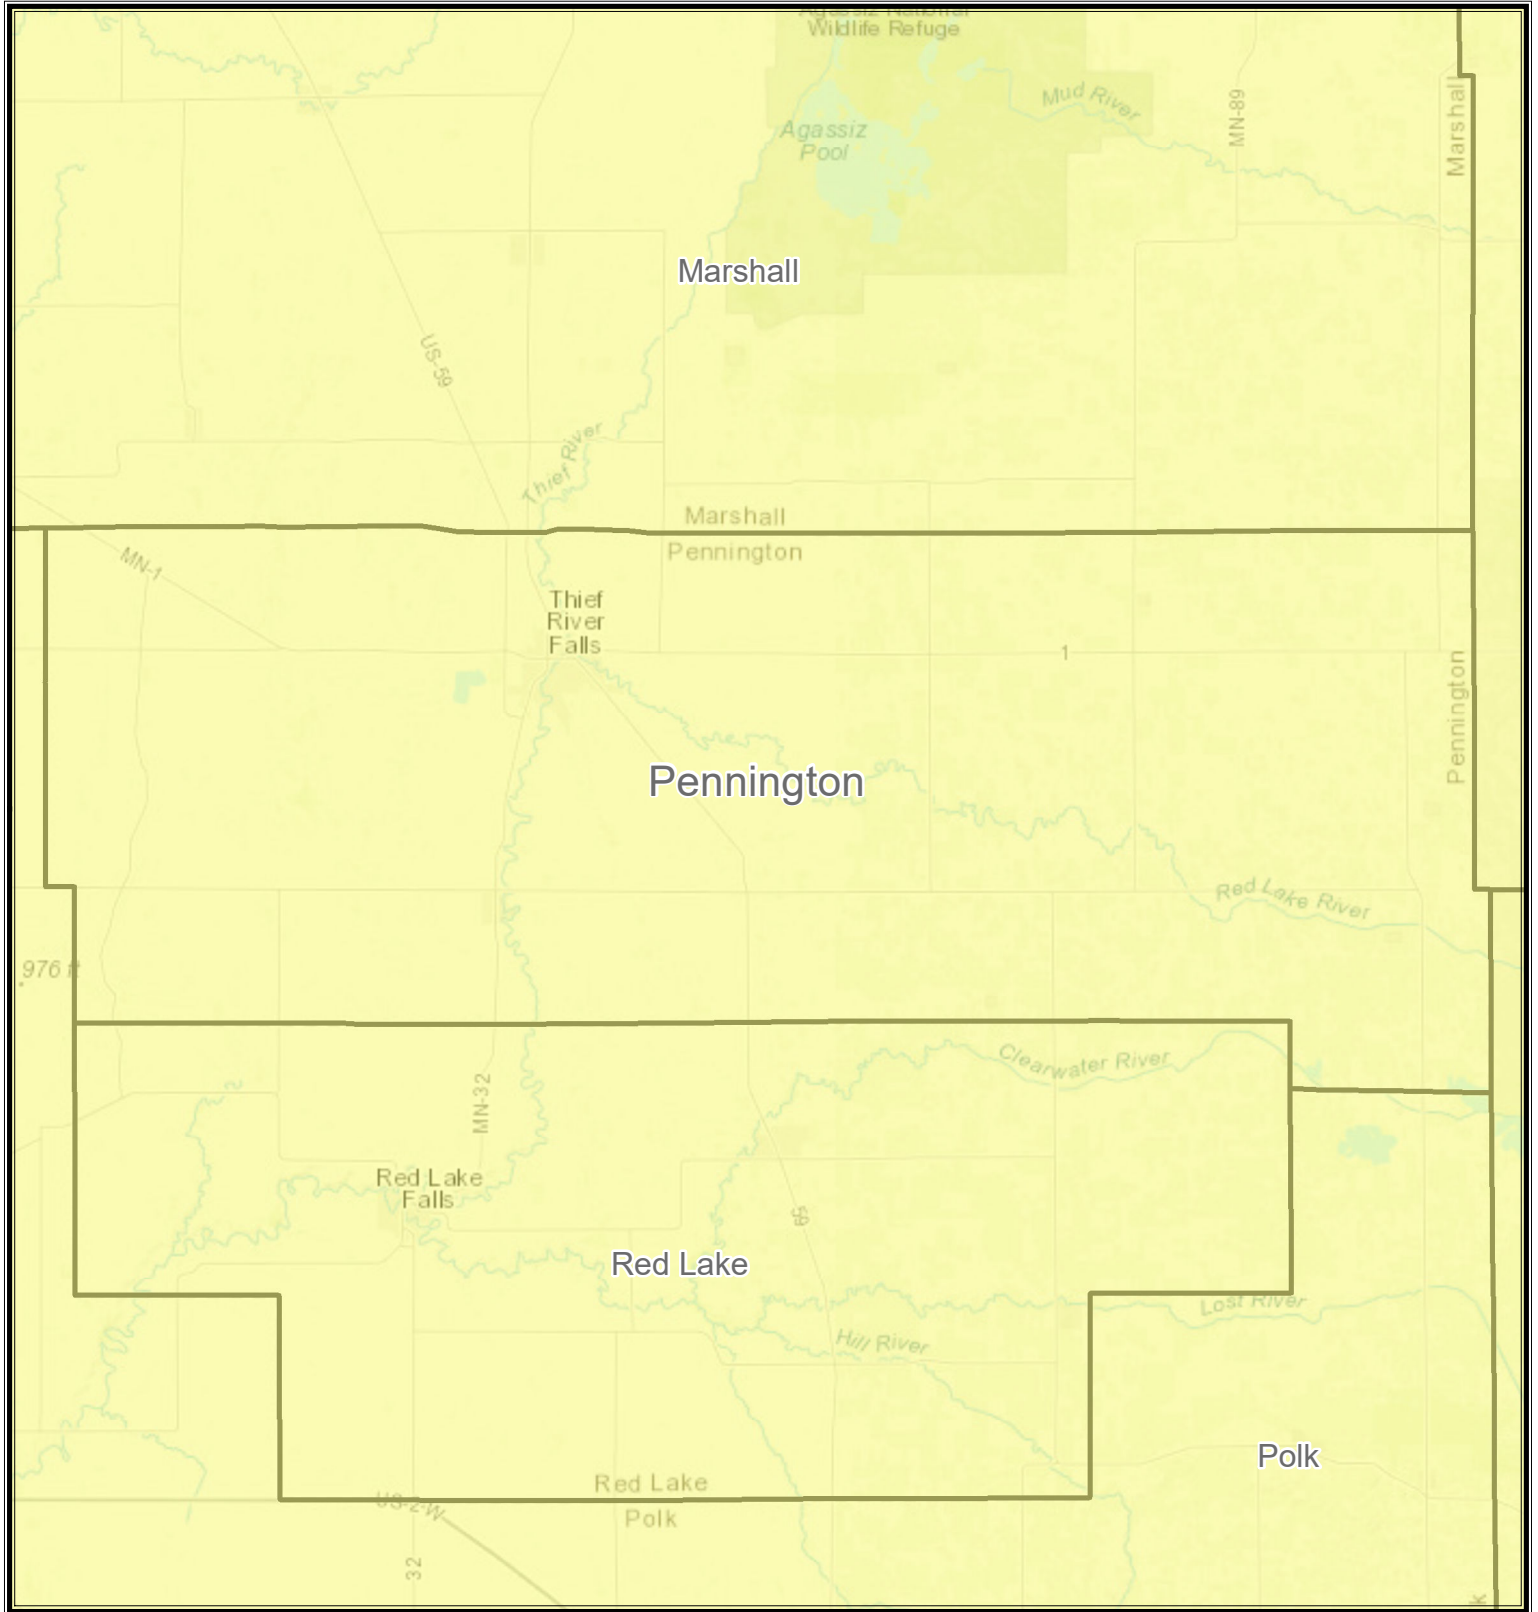 Agassiz National
Wildlife Refuge
Mud River
MN-89
Marshall
Agassiz
Pool
Marshall
US-59
Thief River
Marshall
Pennington
MN-1
Thief
River
Falls
1
Pennington
Pennington
Red Lake River
976 ft
Clearwater River
MN-32
Red Lake
Falls
59
Red Lake
Lost River
Hill River
Polk
Red Lake
US-2-W
Polk
32